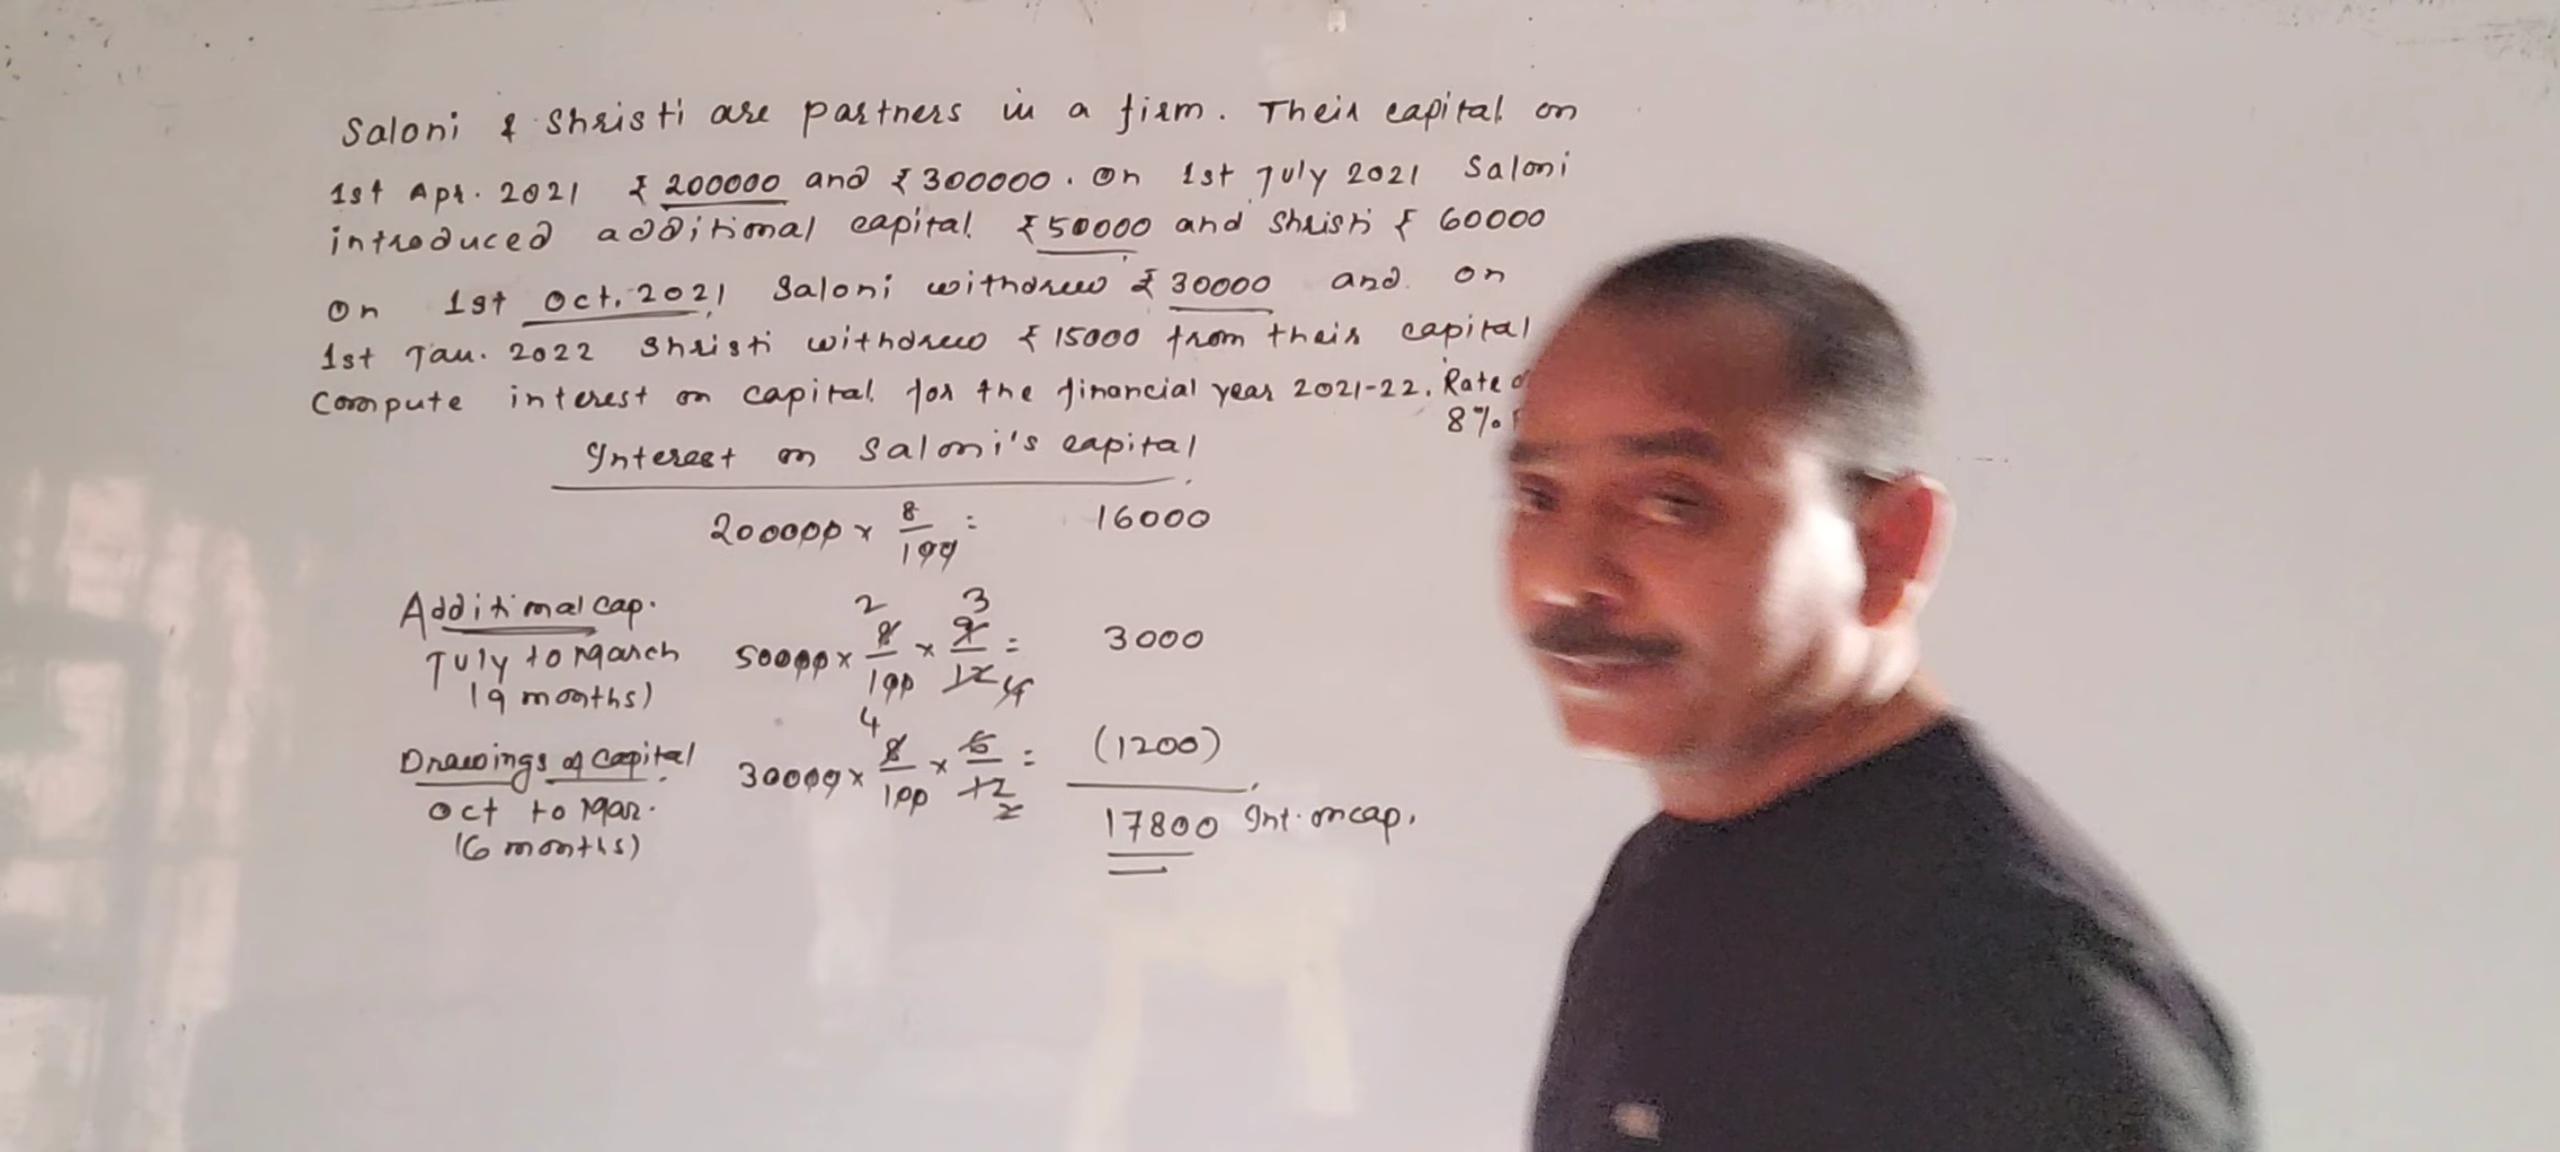 Saloni & Shristi are partners in a firm. Their capital on
1st Apr. 2021 ₹ 200000 and ₹ 300000. On 1st July 2021 Saloni
introduced additional capital ₹ 50000 and Shristi ₹ 60000
On 1st Oct. 2021 Saloni withdrew ₹ 30000 and on
1st Jan. 2022 Shristi withdrew ₹ 15000 from their capital
Compute interest on capital for the financial year 2021-22. Rate
8%
Interest on Saloni's capital
200000 × 8/100 = 16000
Additional cap.
July to March
(9 months)
50000 × 8/100 × 9/12 = 3000
2 3 4
Drawings of Capital
Oct to Mar.
(6 months)
30000 × 8/100 × 6/12 = (1200)
4 2
17800 Int. on cap.